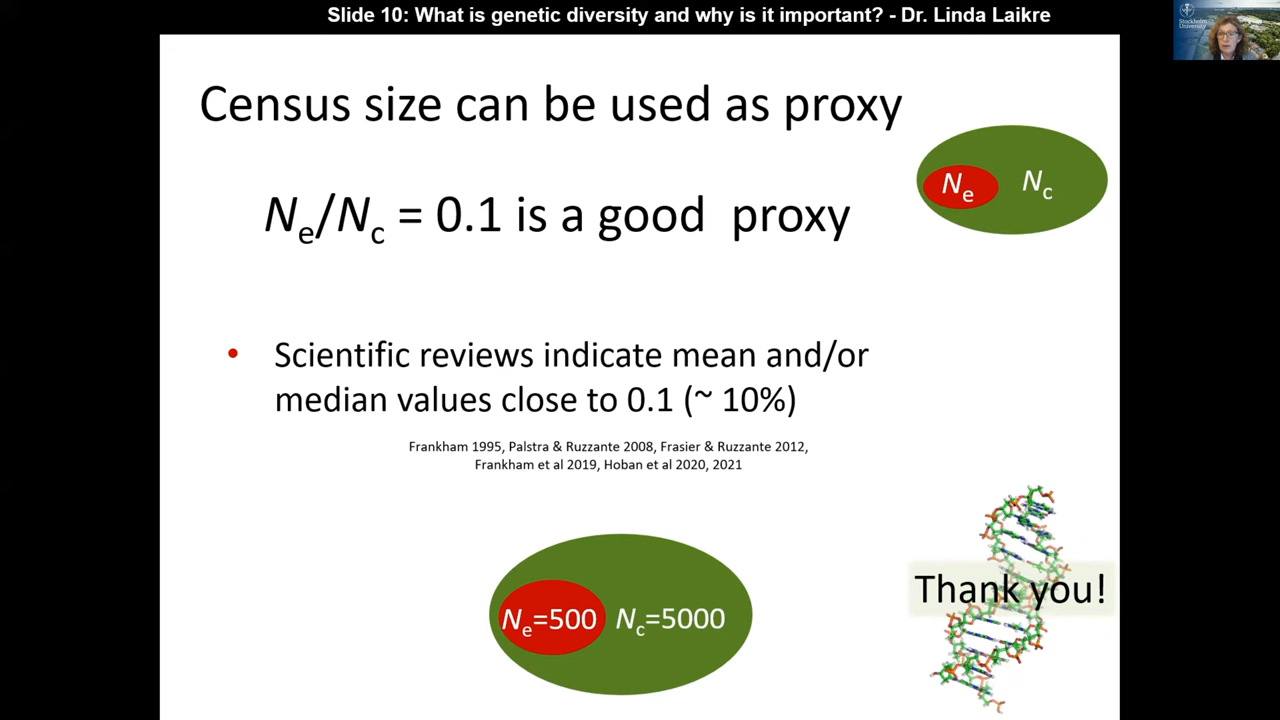 Slide 10: What is genetic diversity and why is it important? - Dr. Linda Laikre
Stockholm
University
Census size can be used as proxy
Ne Nc
Ne/Nc = 0.1 is a good proxy
• Scientific reviews indicate mean and/or
median values close to 0.1 (~ 10%)
Frankham 1995, Palstra & Ruzzante 2008, Frasier & Ruzzante 2012,
Frankham et al 2019, Hoban et al 2020, 2021
Ne=500 Nc=5000
Thank you!